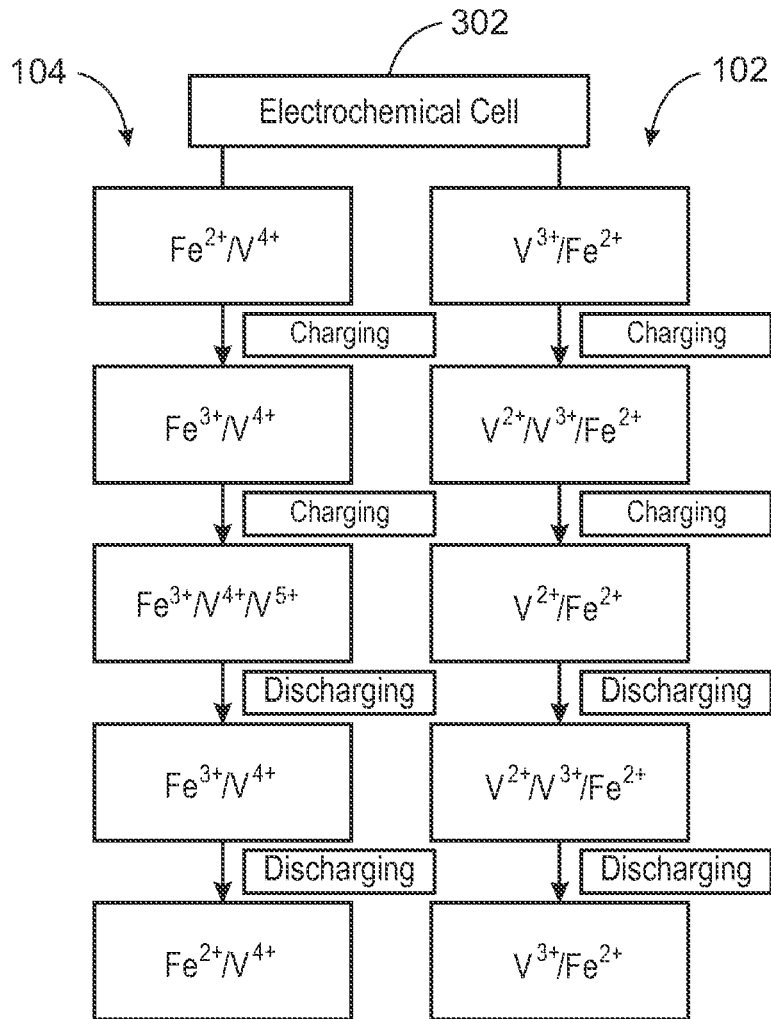 302
104
102
Electrochemical Cell
Fe²⁺/V⁴⁺
V³⁺/Fe²⁺
Charging
Charging
Fe³⁺/V⁴⁺
V²⁺/V³⁺/Fe²⁺
Charging
Charging
Fe³⁺/V⁴⁺/V⁵⁺
V²⁺/Fe²⁺
Discharging
Discharging
Fe³⁺/V⁴⁺
V²⁺/V³⁺/Fe²⁺
Discharging
Discharging
Fe²⁺/V⁴⁺
V³⁺/Fe²⁺